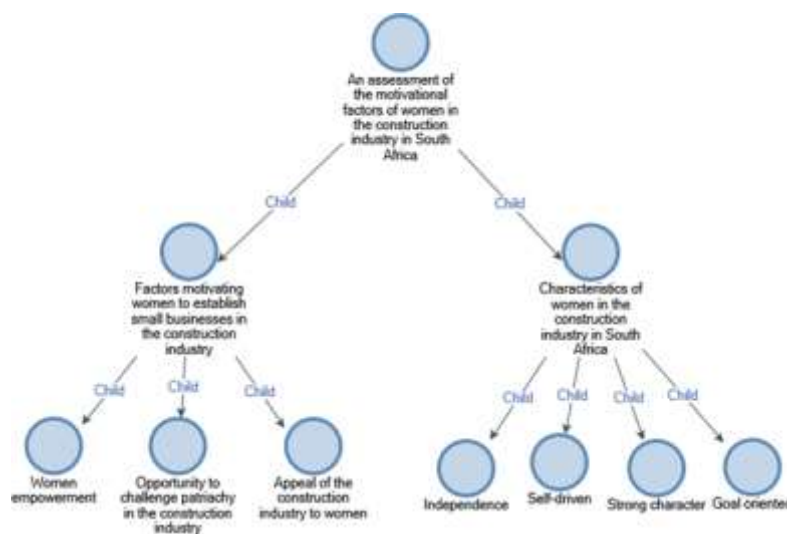 An assessment of
the motivational
factors of women in
the construction
industry in South
Africa
Child
Child
Factors motivating
women to establish
small businesses in
the construction
industry
Characteristics of
women in the
construction
industry in South
Africa
Child
Child
Child
Child
Child
Child
Child
Women
empowerment
Opportunity to
challenge patriachy
in the construction
industry
Appeal of the
construction
industry to women
Independence
Self-driven
Strong character
Goal oriented